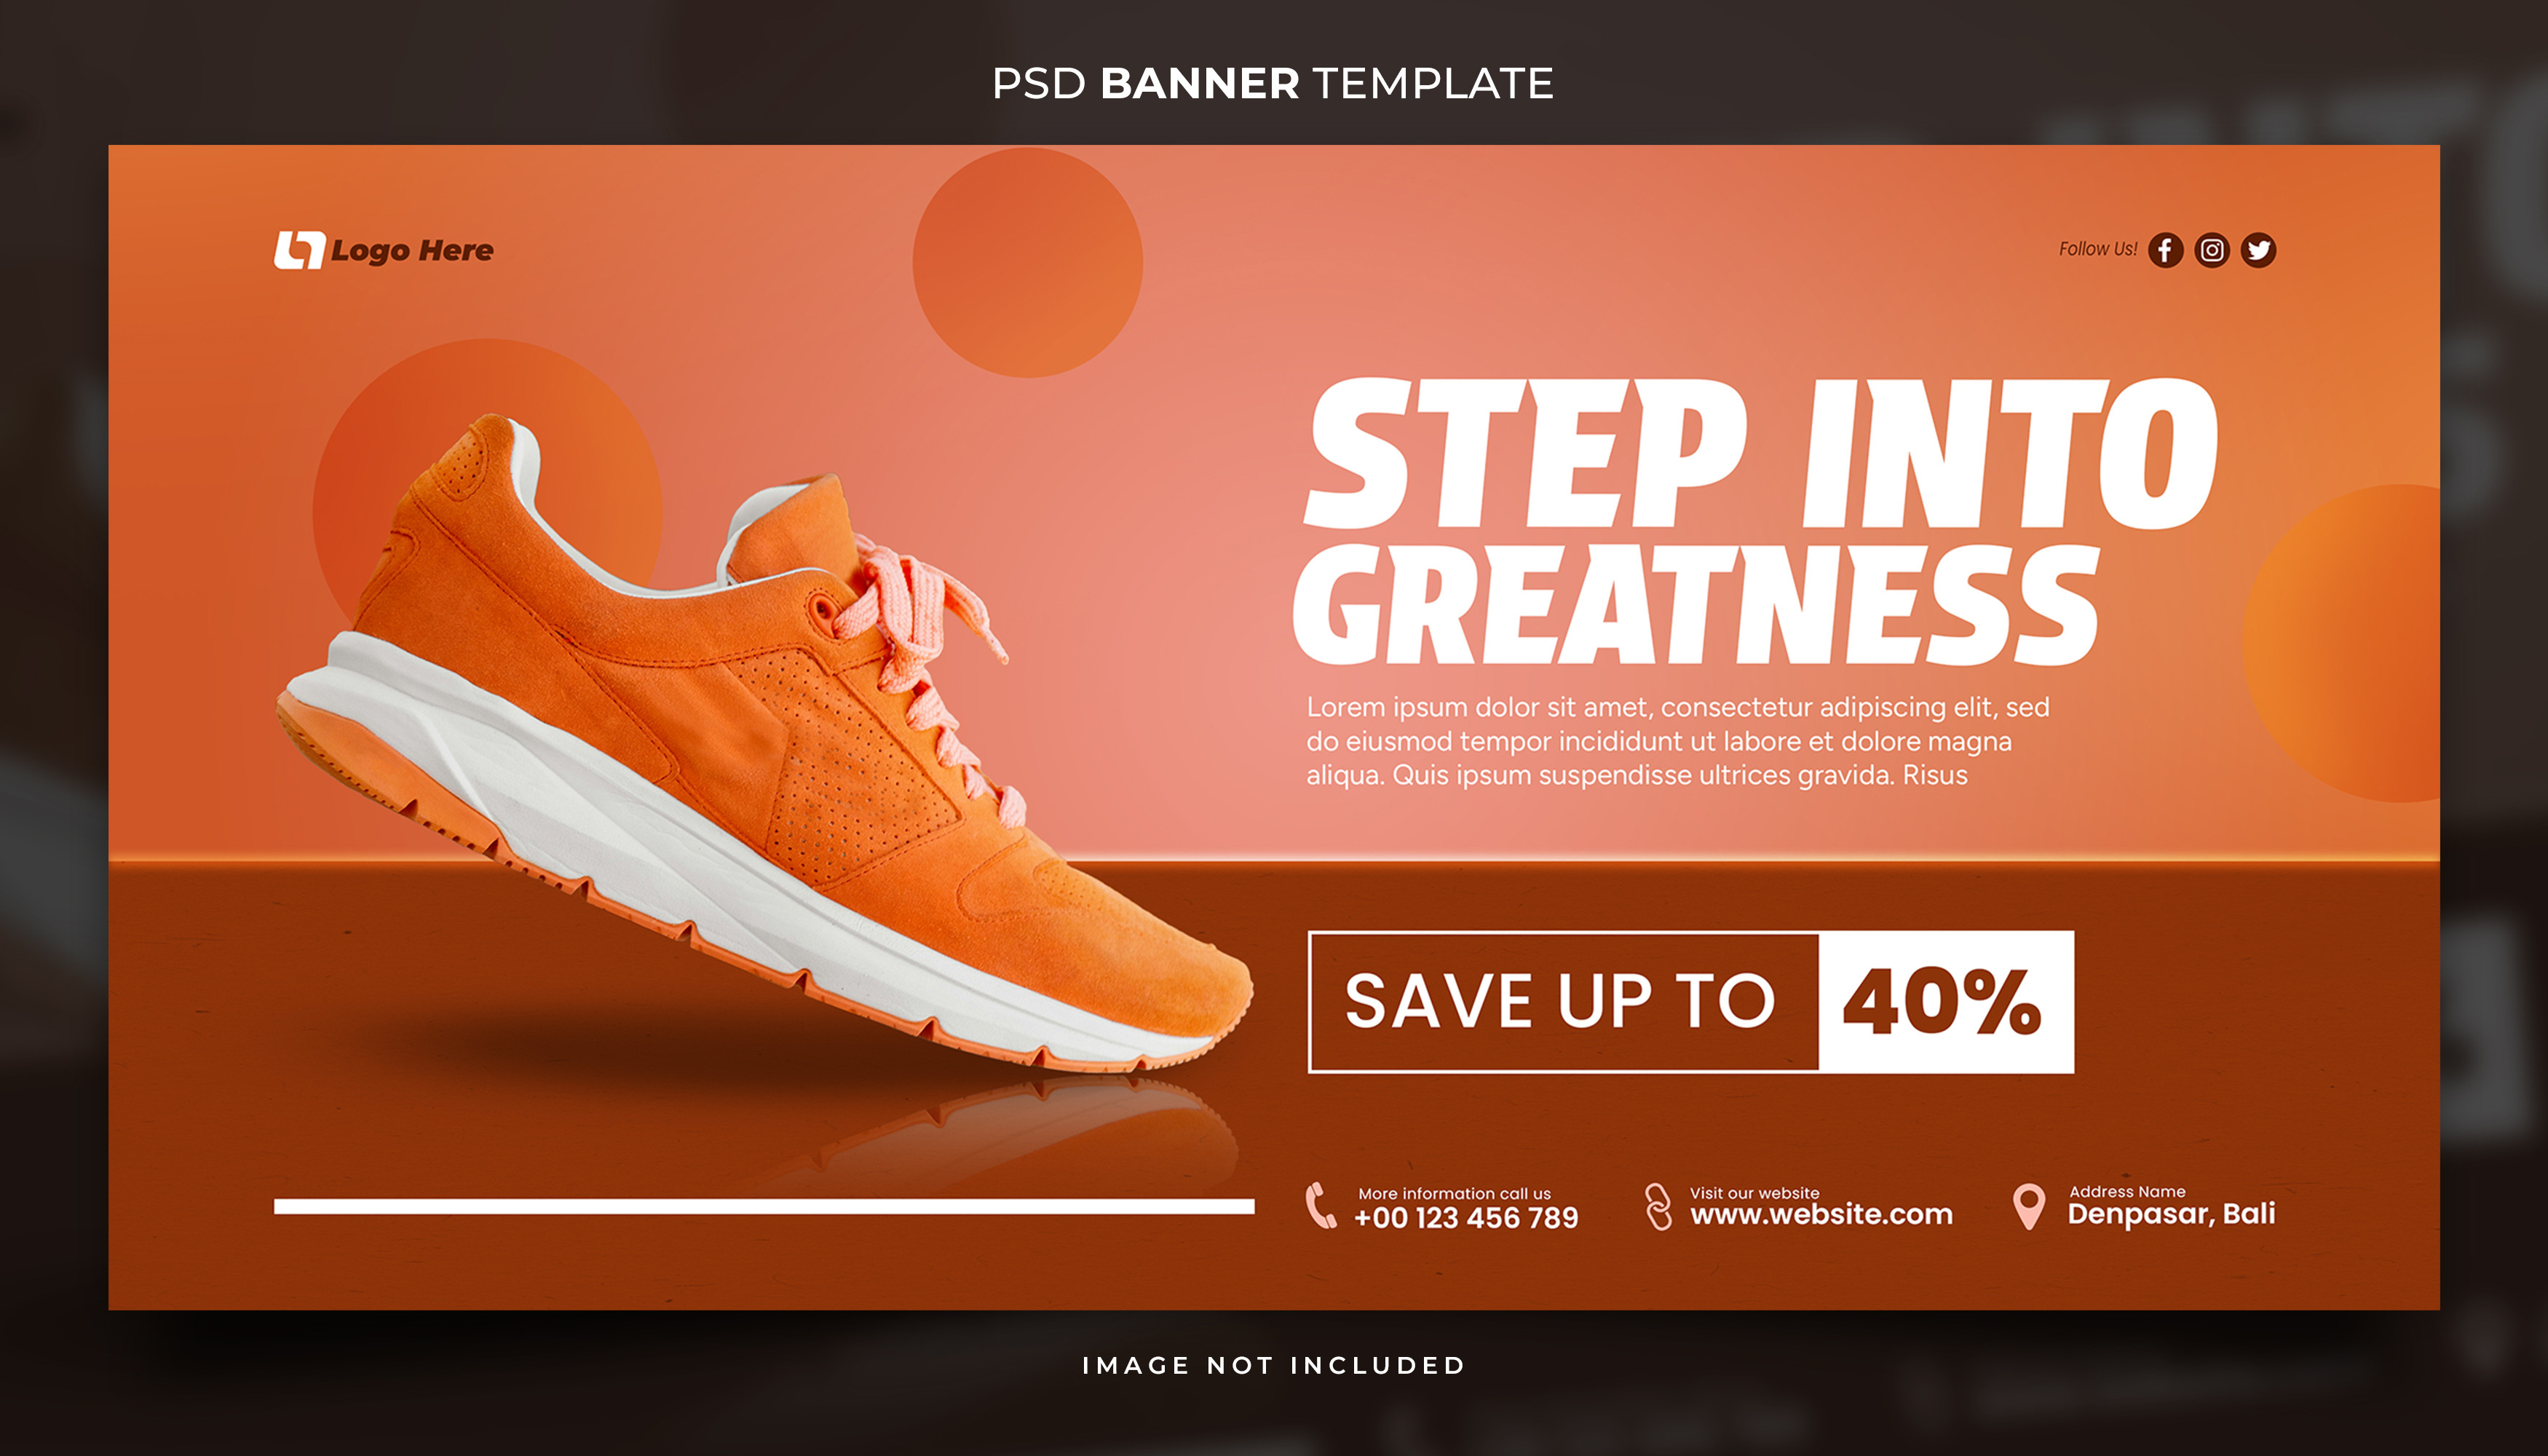 PSD BANNER TEMPLATE
Logo Here
Follow Us!
STEP INTO
GREATNESS
Lorem ipsum dolor sit amet, consectetur adipiscing elit, sed
do eiusmod tempor incididunt ut labore et dolore magna
aliqua. Quis ipsum suspendisse ultrices gravida. Risus
SAVE UP TO 40%
More information call us
+00 123 456 789
Visit our website
www.website.com
Address Name
Denpasar, Bali
IMAGE NOT INCLUDED